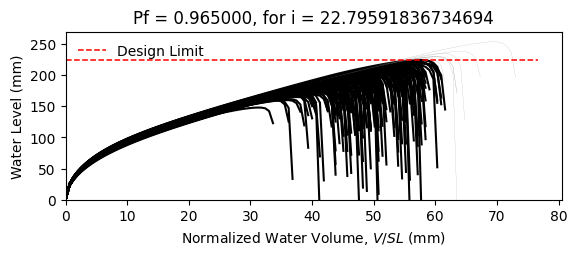 Pf = 0.965000, for i = 22.79591836734694
Design Limit
Water Level (mm)
250
200
150
100
50
0
0 10 20 30 40 50 60 70 80
Normalized Water Volume, V/SL (mm)